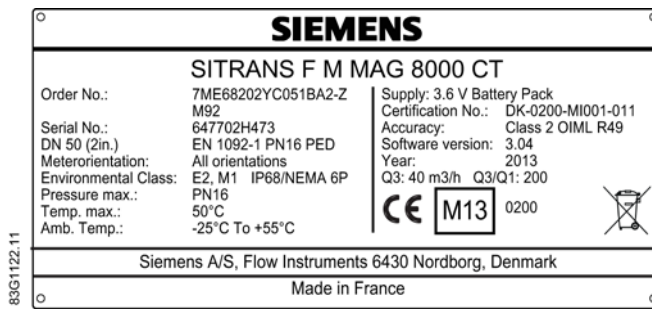 SIEMENS
SITRANS F M MAG 8000 CT
Order No.: 7ME68202YC051BA2-Z
M92
Serial No.: 647702H473
DN 50 (2in.) EN 1092-1 PN16 PED
Meterorientation: All orientations
Environmental Class: E2, M1 IP68/NEMA 6P
Pressure max.: PN16
Temp. max.: 50°C
Amb. Temp.: -25°C To +55°C
Supply: 3.6 V Battery Pack
Certification No.: DK-0200-MI001-011
Accuracy: Class 2 OIML R49
Software version: 3.04
Year: 2013
Q3: 40 m3/h Q3/Q1: 200
CE M13 0200
Siemens A/S, Flow Instruments 6430 Nordborg, Denmark
Made in France
83G1122.11